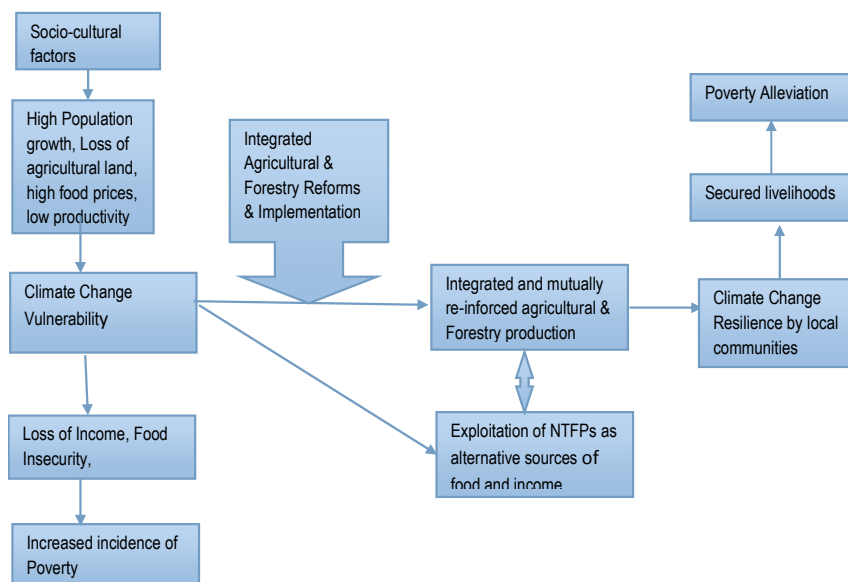 Socio-cultural
factors
High Population
growth, Loss of
agricultural land,
high food prices,
low productivity
Climate Change
Vulnerability
Loss of Income, Food
Insecurity,
Increased incidence of
Poverty
Integrated
Agricultural &
Forestry Reforms
& Implementation
Integrated and mutually
re-inforced agricultural &
Forestry production
Exploitation of NTFPs as
alternative sources of
food and income
Poverty Alleviation
Secured livelihoods
Climate Change
Resilience by local
communities